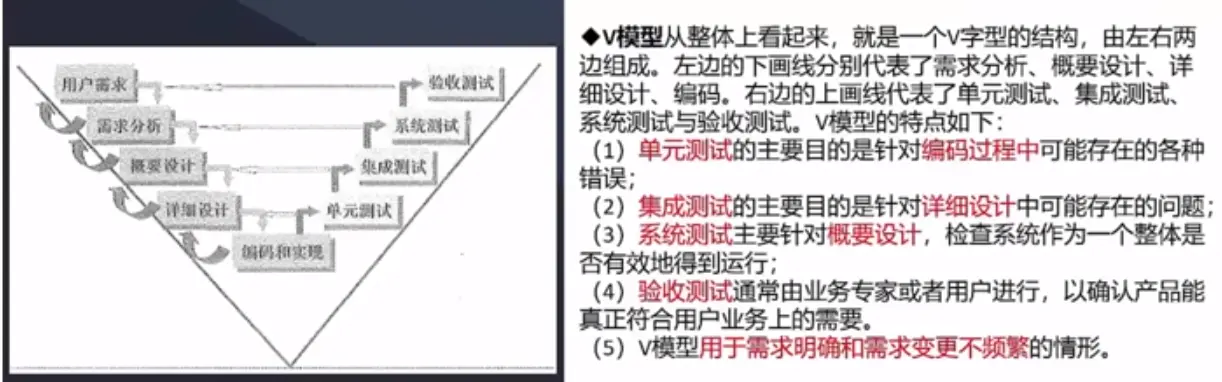 用户需求
验收测试
需求分析
系统测试
概要设计
集成测试
详细设计
单元测试
编码和实现
◆V模型从整体上看起来，就是一个V字型的结构，由左右两
边组成。左边的下画线分别代表了需求分析、概要设计、详
细设计、编码。右边的上画线代表了单元测试、集成测试、
系统测试与验收测试。V模型的特点如下：
（1）单元测试的主要目的是针对编码过程中可能存在的各种
错误；
（2）集成测试的主要目的是针对详细设计中可能存在的问题；
（3）系统测试主要针对概要设计，检查系统作为一个整体是
否有效地得到运行；
（4）验收测试通常由业务专家或者用户进行，以确认产品能
真正符合用户业务上的需要。
（5）V模型用于需求明确和需求变更不频繁的情形。